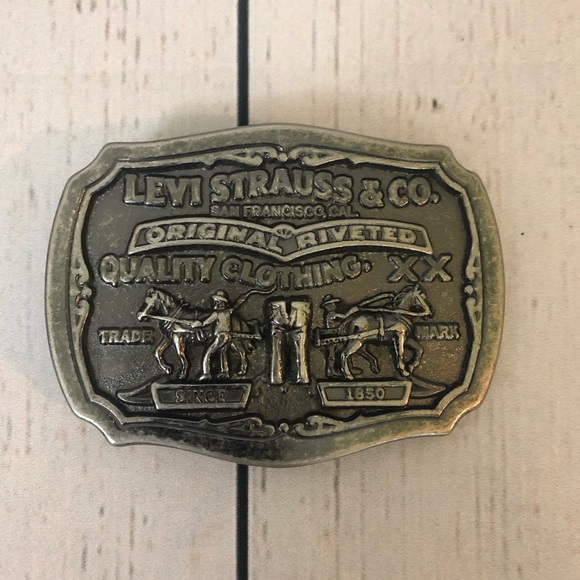 LEVI STRAUSS & CO.
SAN FRANCISCO, CAL.
ORIGINAL RIVETED
QUALITY CLOTHING. XX
TRADE MARK
SINCE 1850